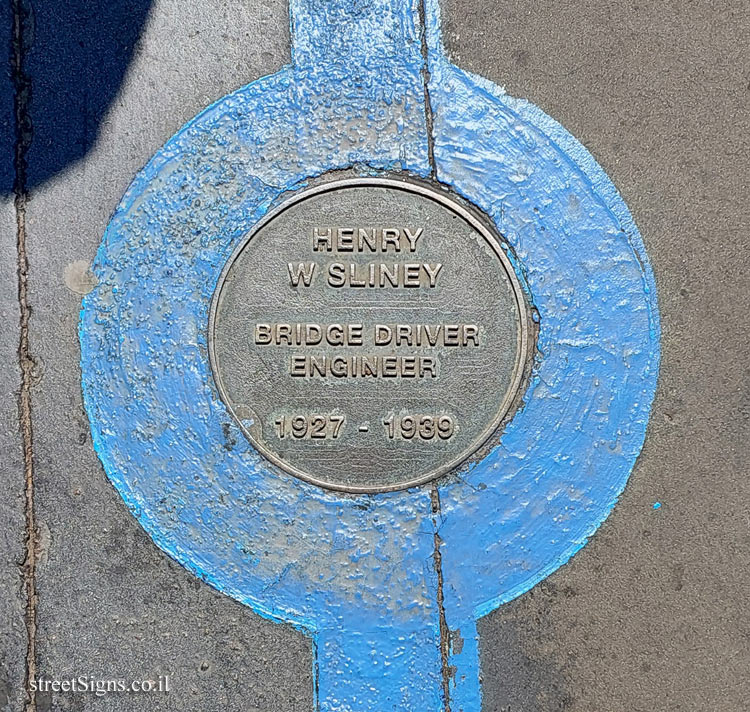 HENRY
W SLINEY
BRIDGE DRIVER
ENGINEER
1927 - 1939
streetSigns.co.il